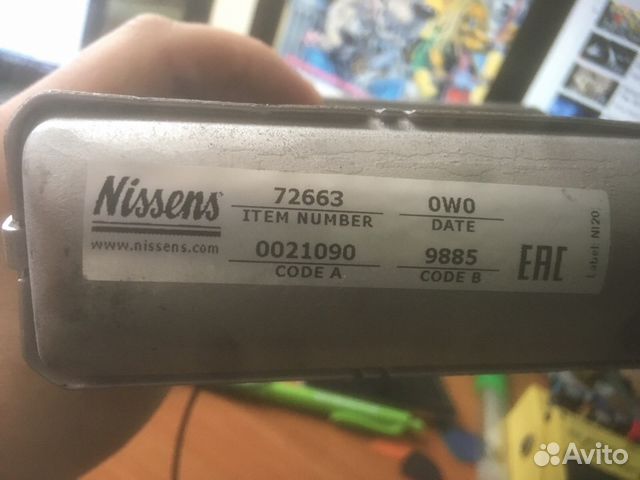 Nissens
www.nissens.com
72663
ITEM NUMBER
0W0
DATE
0021090
CODE A
9885
CODE B
EAC
Label: NI20
Avito